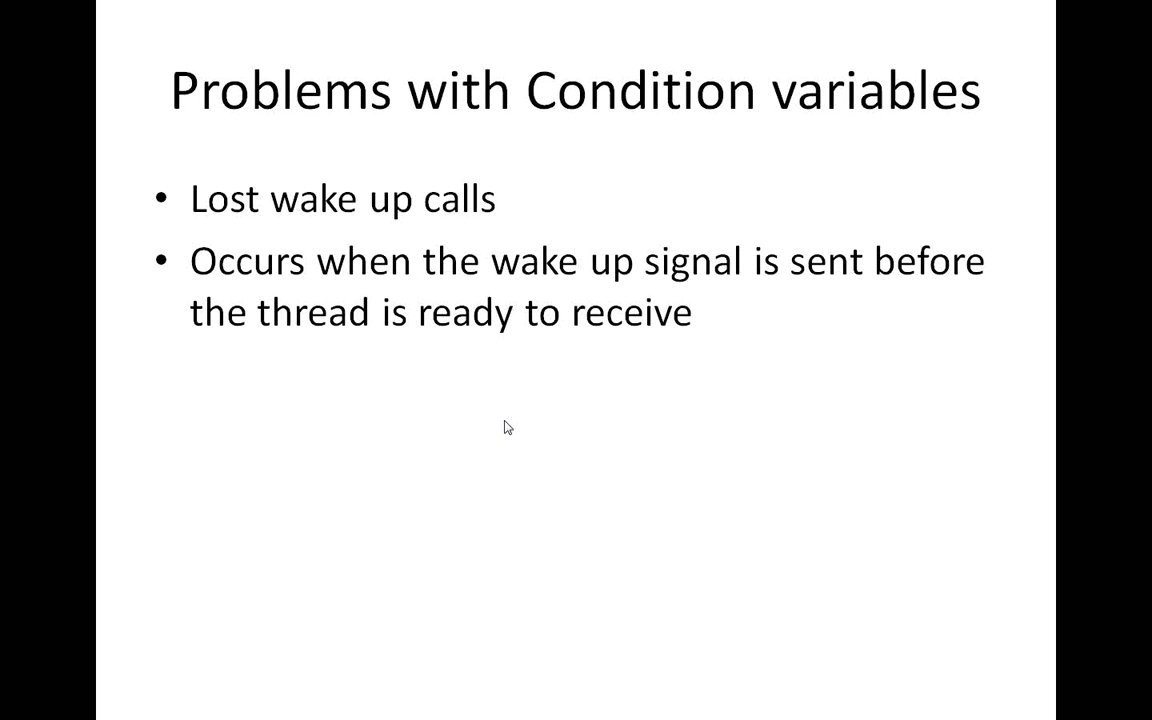 Problems with Condition variables
• Lost wake up calls
• Occurs when the wake up signal is sent before
the thread is ready to receive